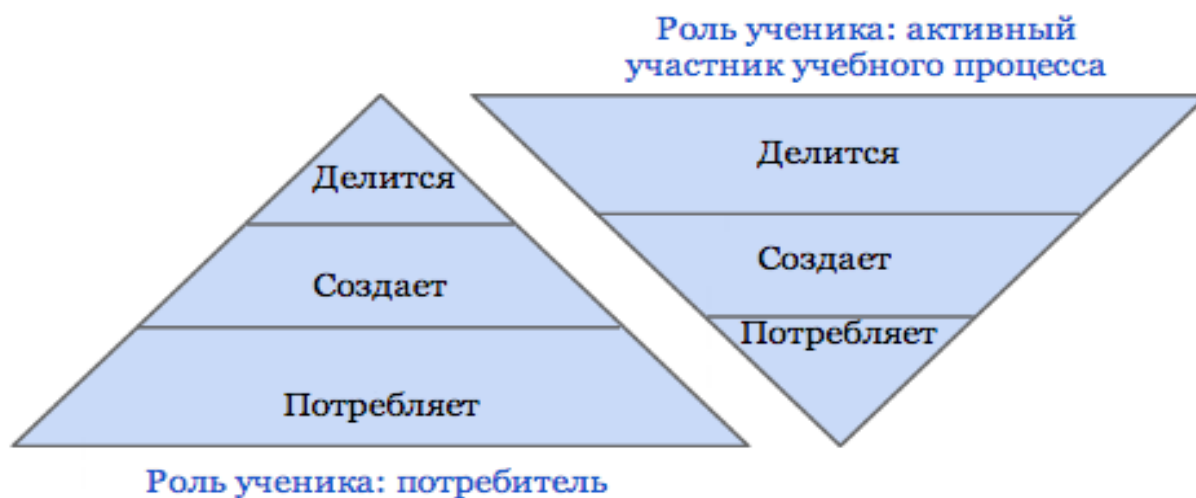 Роль ученика: активный
участник учебного процесса
Делится
Создает
Потребляет
Делится
Создает
Потребляет
Роль ученика: потребитель